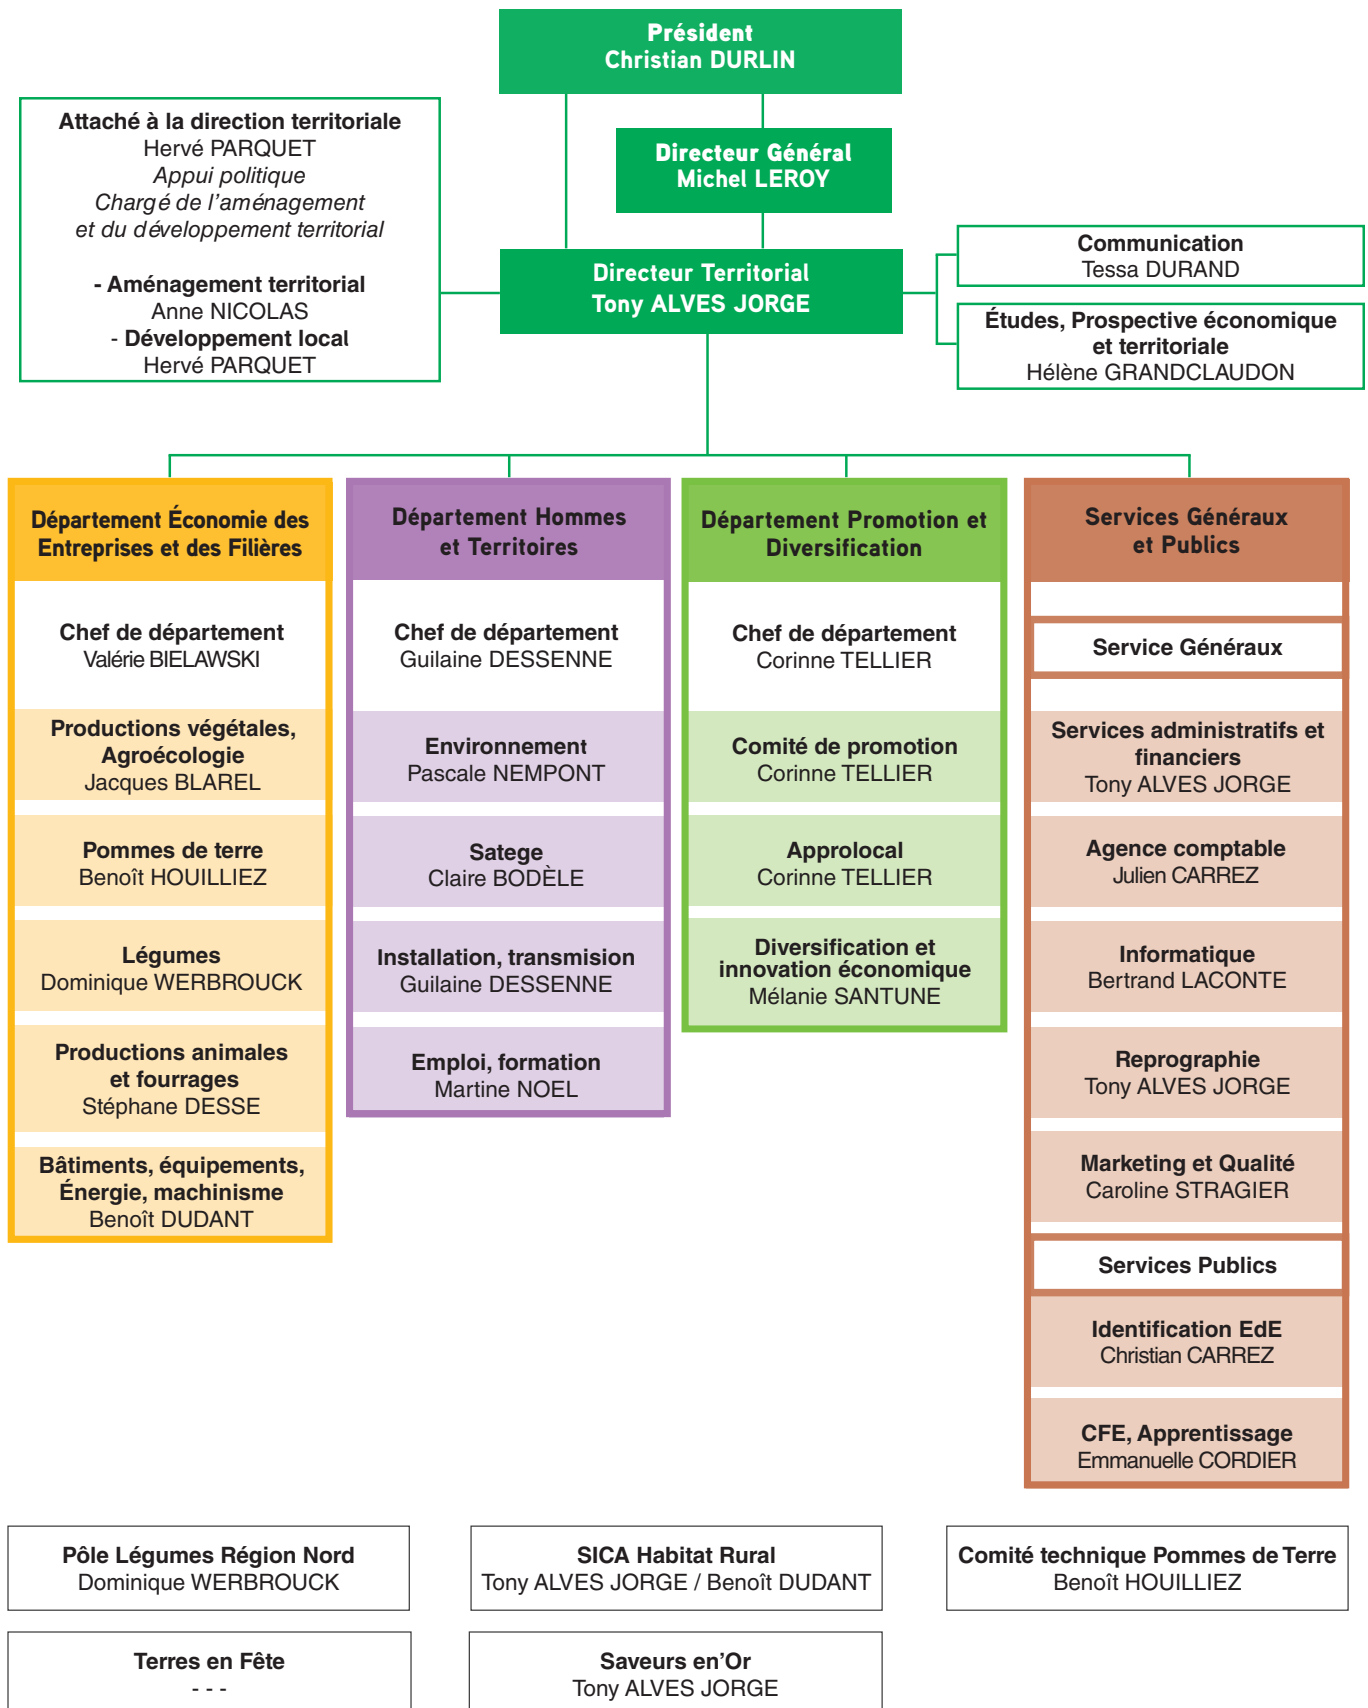 Président
Christian DURLIN
Attaché à la direction territoriale
Hervé PARQUET
Appui politique
Chargé de l’aménagement
et du développement territorial
- Aménagement territorial
Anne NICOLAS
- Développement local
Hervé PARQUET
Directeur Général
Michel LEROY
Directeur Territorial
Tony ALVES JORGE
Communication
Tessa DURAND
Études, Prospective économique
et territoriale
Hélène GRANDCLAUDON
Département Économie des
Entreprises et des Filières
Chef de département
Valérie BIELAWSKI
Productions végétales,
Agroécologie
Jacques BLAREL
Pommes de terre
Benoît HOUILLIEZ
Légumes
Dominique WERBROUCK
Productions animales
et fourrages
Stéphane DESSE
Bâtiments, équipements,
Énergie, machinisme
Benoît DUDANT
Département Hommes
et Territoires
Chef de département
Guilaine DESSENNE
Environnement
Pascale NEMPONT
Satege
Claire BODÈLE
Installation, transmision
Guilaine DESSENNE
Emploi, formation
Martine NOEL
Département Promotion et
Diversification
Chef de département
Corinne TELLIER
Comité de promotion
Corinne TELLIER
Approlocal
Corinne TELLIER
Diversification et
innovation économique
Mélanie SANTUNE
Services Généraux
et Publics
Service Généraux
Services administratifs et
financiers
Tony ALVES JORGE
Agence comptable
Julien CARREZ
Informatique
Bertrand LACONTE
Reprographie
Tony ALVES JORGE
Marketing et Qualité
Caroline STRAGIER
Services Publics
Identification EdE
Christian CARREZ
CFE, Apprentissage
Emmanuelle CORDIER
Pôle Légumes Région Nord
Dominique WERBROUCK
SICA Habitat Rural
Tony ALVES JORGE / Benoît DUDANT
Comité technique Pommes de Terre
Benoît HOUILLIEZ
Terres en Fête
- - -
Saveurs en’Or
Tony ALVES JORGE